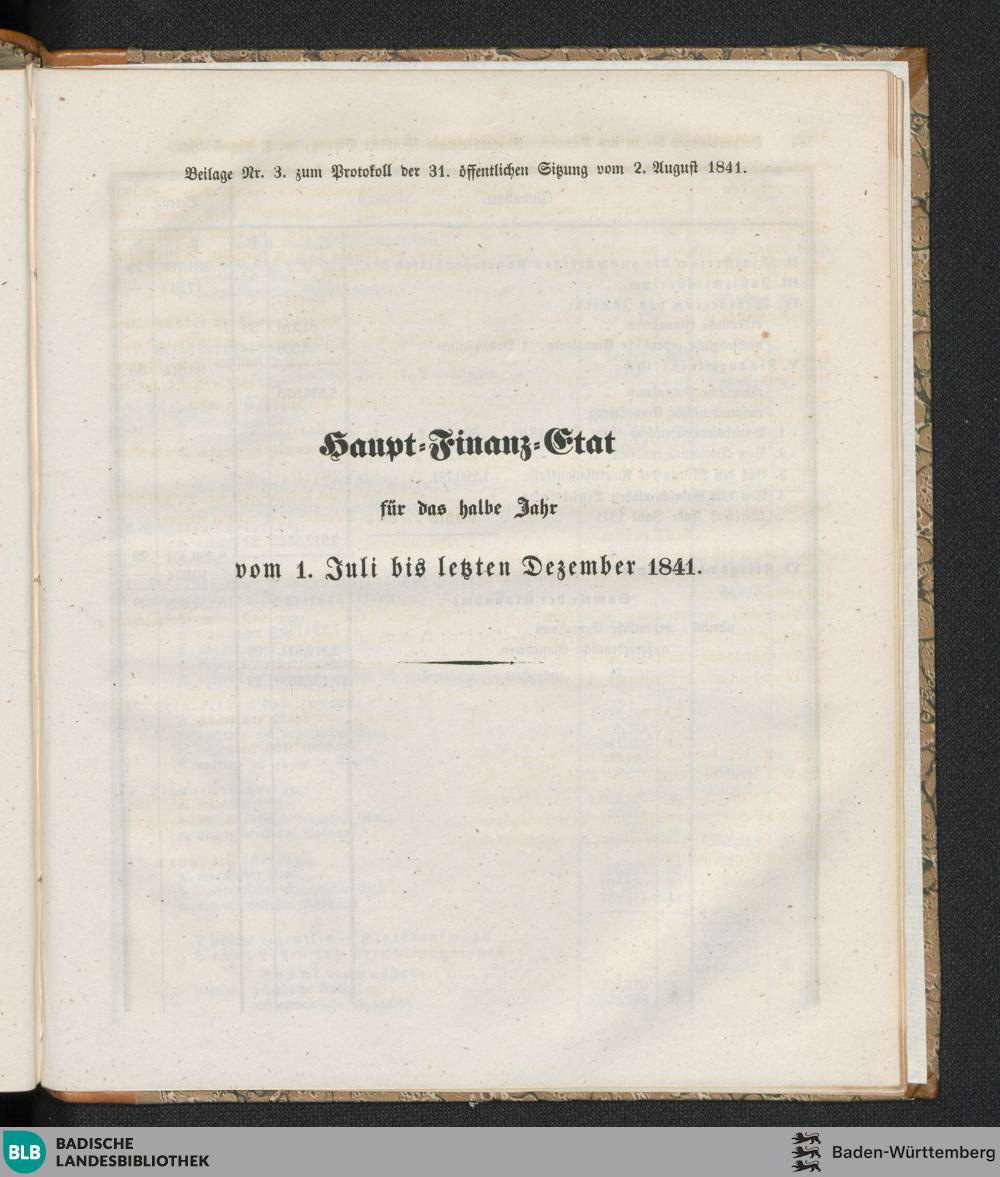 Beilage Nr. 3. zum Protokoll der 31. öffentlichen Sitzung vom 2. August 1841.
Haupt-Finanz-Etat
für das halbe Jahr
vom 1. Juli bis letzten Dezember 1841.
BLB BADISCHE
LANDESBIBLIOTHEK
Baden-Württemberg